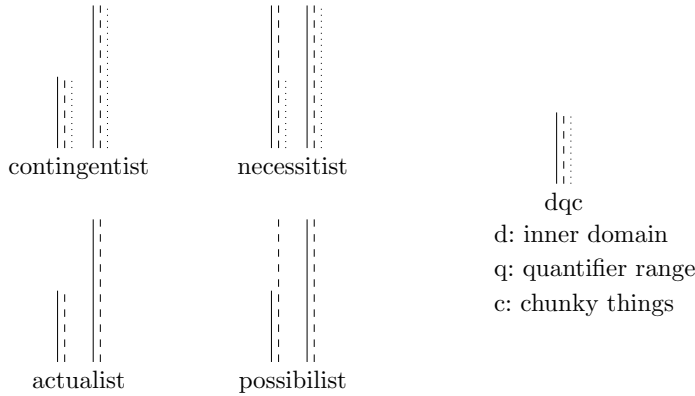 contingentist
necessitist
dqc
d: inner domain
q: quantifier range
c: chunky things
actualist
possibilist